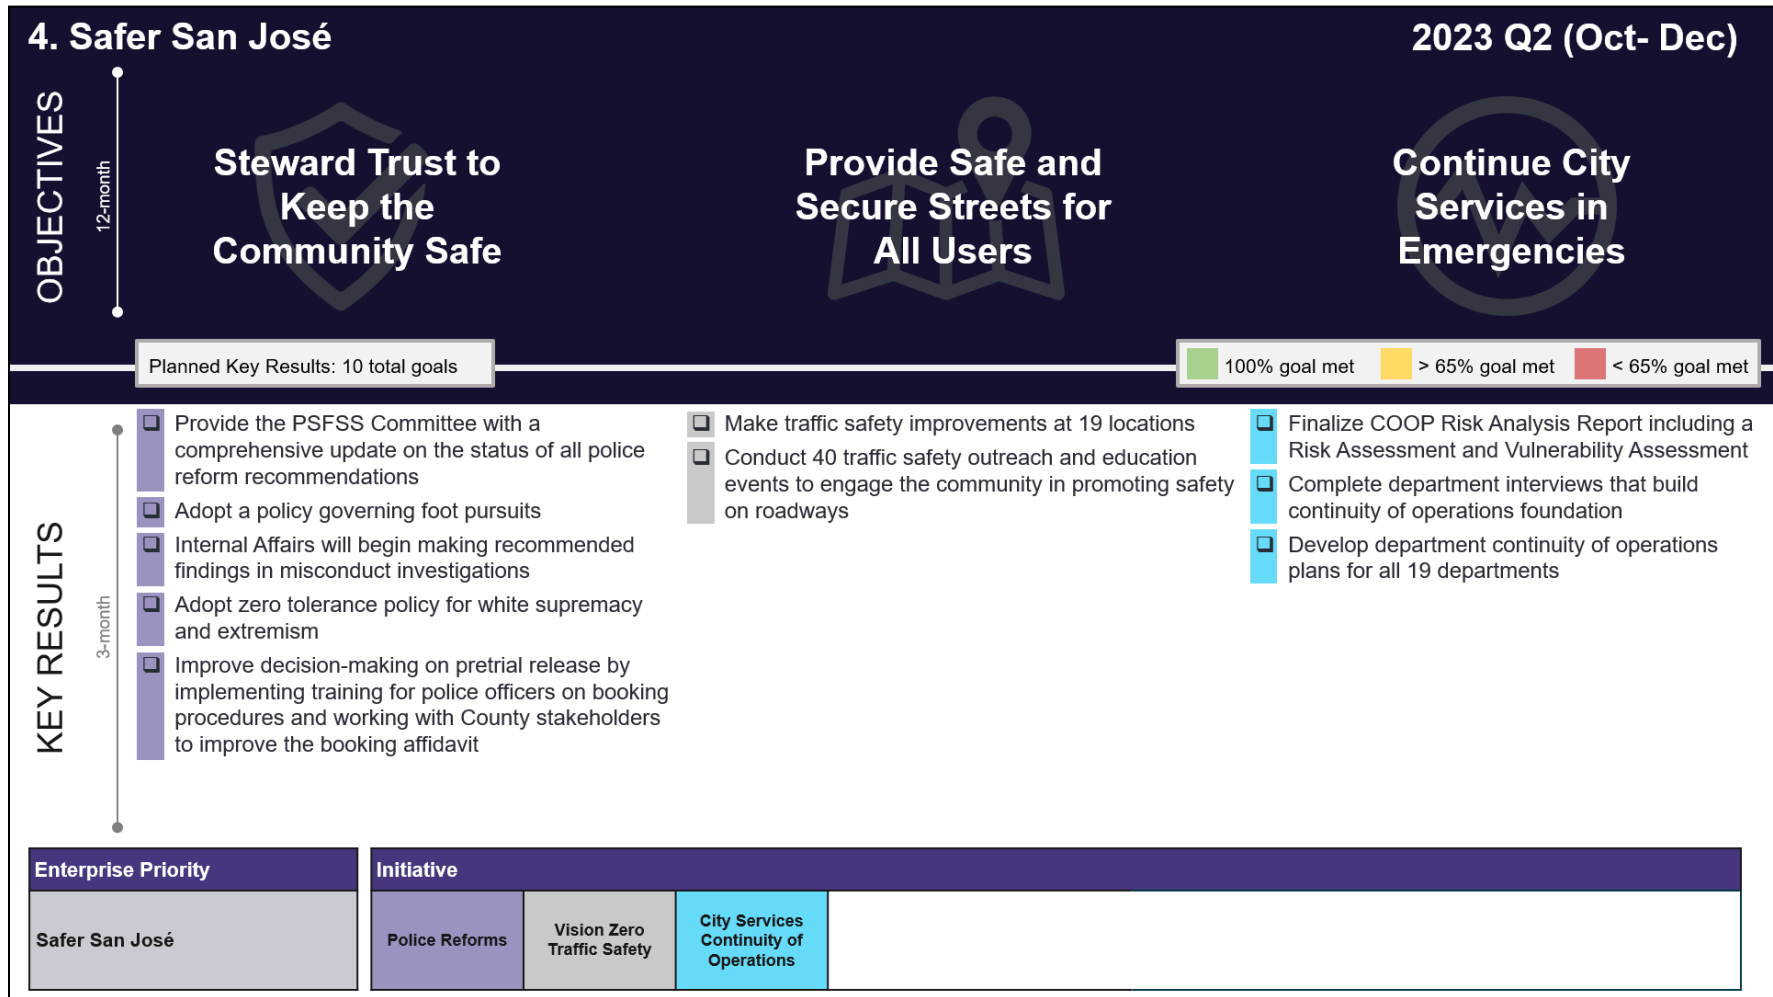 4. Safer San José
2023 Q2 (Oct- Dec)
OBJECTIVES
12-month
Steward Trust to
Keep the
Community Safe
Provide Safe and
Secure Streets for
All Users
Continue City
Services in
Emergencies
Planned Key Results: 10 total goals
100% goal met
> 65% goal met
< 65% goal met
KEY RESULTS
3-month
Provide the PSFSS Committee with a
comprehensive update on the status of all police
reform recommendations
Adopt a policy governing foot pursuits
Internal Affairs will begin making recommended
findings in misconduct investigations
Adopt zero tolerance policy for white supremacy
and extremism
Improve decision-making on pretrial release by
implementing training for police officers on booking
procedures and working with County stakeholders
to improve the booking affidavit
Make traffic safety improvements at 19 locations
Conduct 40 traffic safety outreach and education
events to engage the community in promoting safety
on roadways
Finalize COOP Risk Analysis Report including a
Risk Assessment and Vulnerability Assessment
Complete department interviews that build
continuity of operations foundation
Develop department continuity of operations
plans for all 19 departments
Enterprise Priority
Initiative
Safer San José
Police Reforms
Vision Zero
Traffic Safety
City Services
Continuity of
Operations